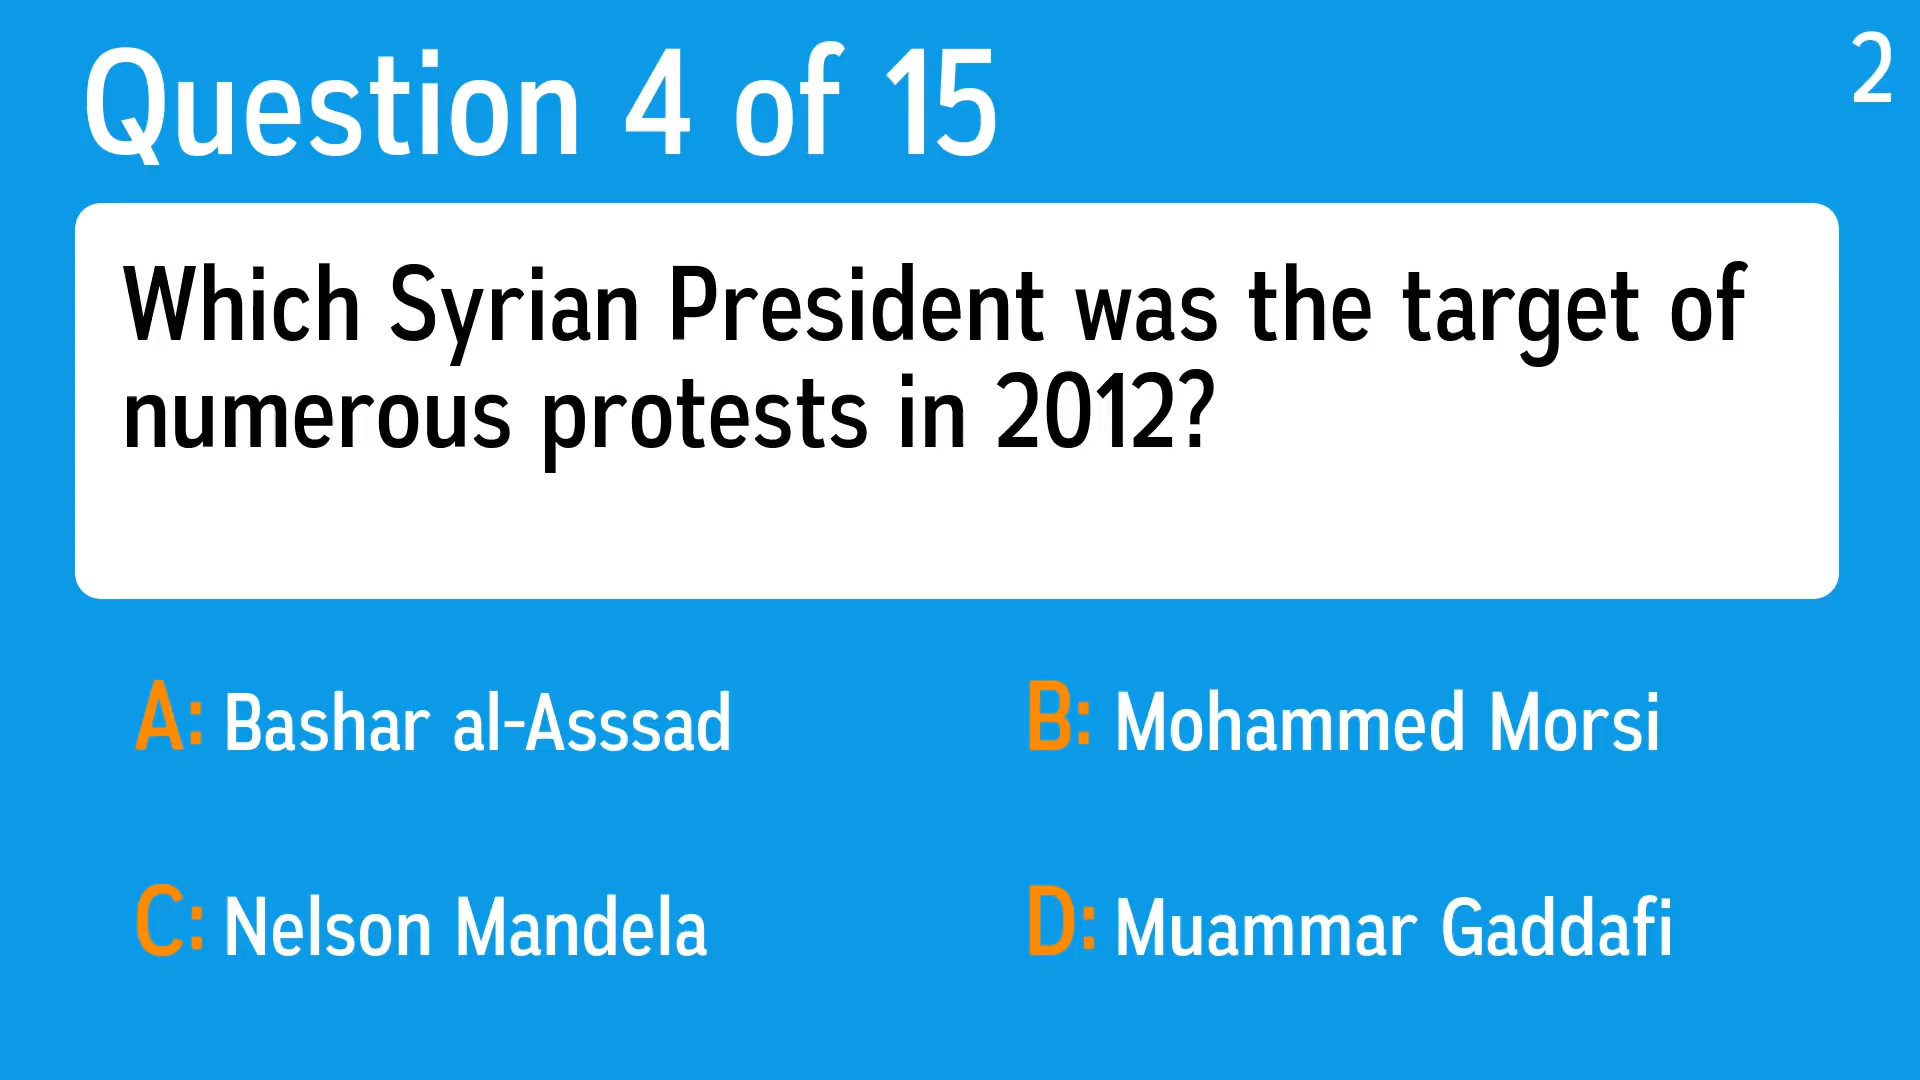 Question 4 of 15
2
Which Syrian President was the target of
numerous protests in 2012?
A: Bashar al-Asssad
B: Mohammed Morsi
C: Nelson Mandela
D: Muammar Gaddafi